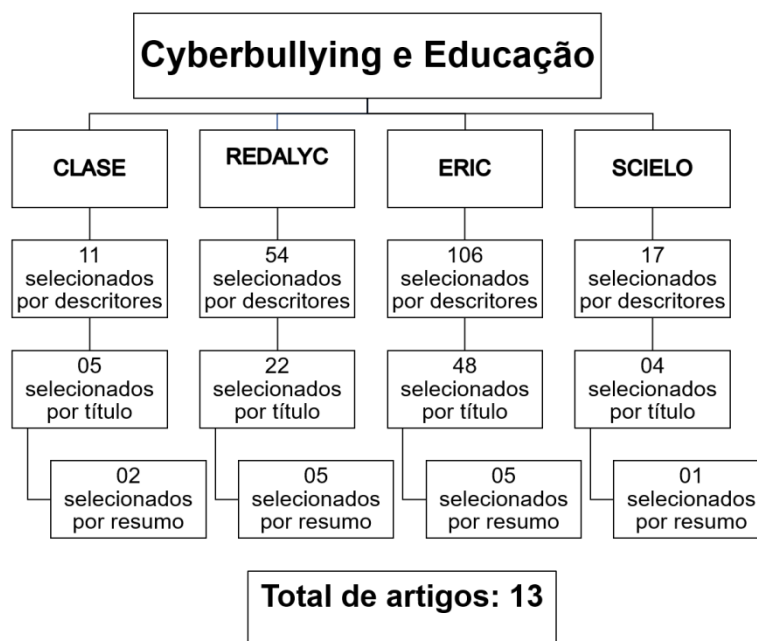 Cyberbullying e Educação
CLASE
REDALYC
ERIC
SCIELO
11
selecionados
por descritores
54
selecionados
por descritores
106
selecionados
por descritores
17
selecionados
por descritores
05
selecionados
por título
22
selecionados
por título
48
selecionados
por título
04
selecionados
por título
02
selecionados
por resumo
05
selecionados
por resumo
05
selecionados
por resumo
01
selecionados
por resumo
Total de artigos: 13